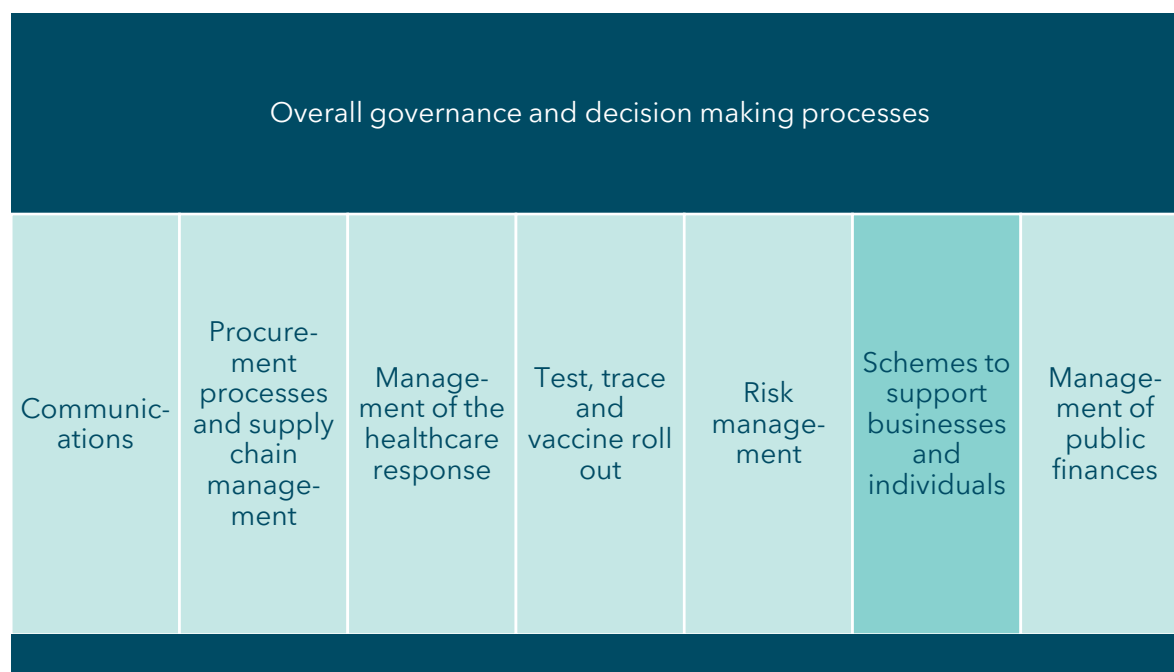 Overall governance and decision making processes
Communic-
ations
Procure-
ment
processes
and supply
chain
manage-
ment
Manage-
ment of the
healthcare
response
Test, trace
and
vaccine roll
out
Risk
manage-
ment
Schemes to
support
businesses
and
individuals
Manage-
ment of
public
finances